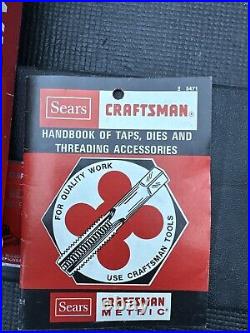 Sears CRAFTSMAN®
HANDBOOK OF TAPS, DIES AND
THREADING ACCESSORIES
FOR QUALITY WORK
USE CRAFTSMAN TOOLS
Sears CRAFTSMAN
METRIC